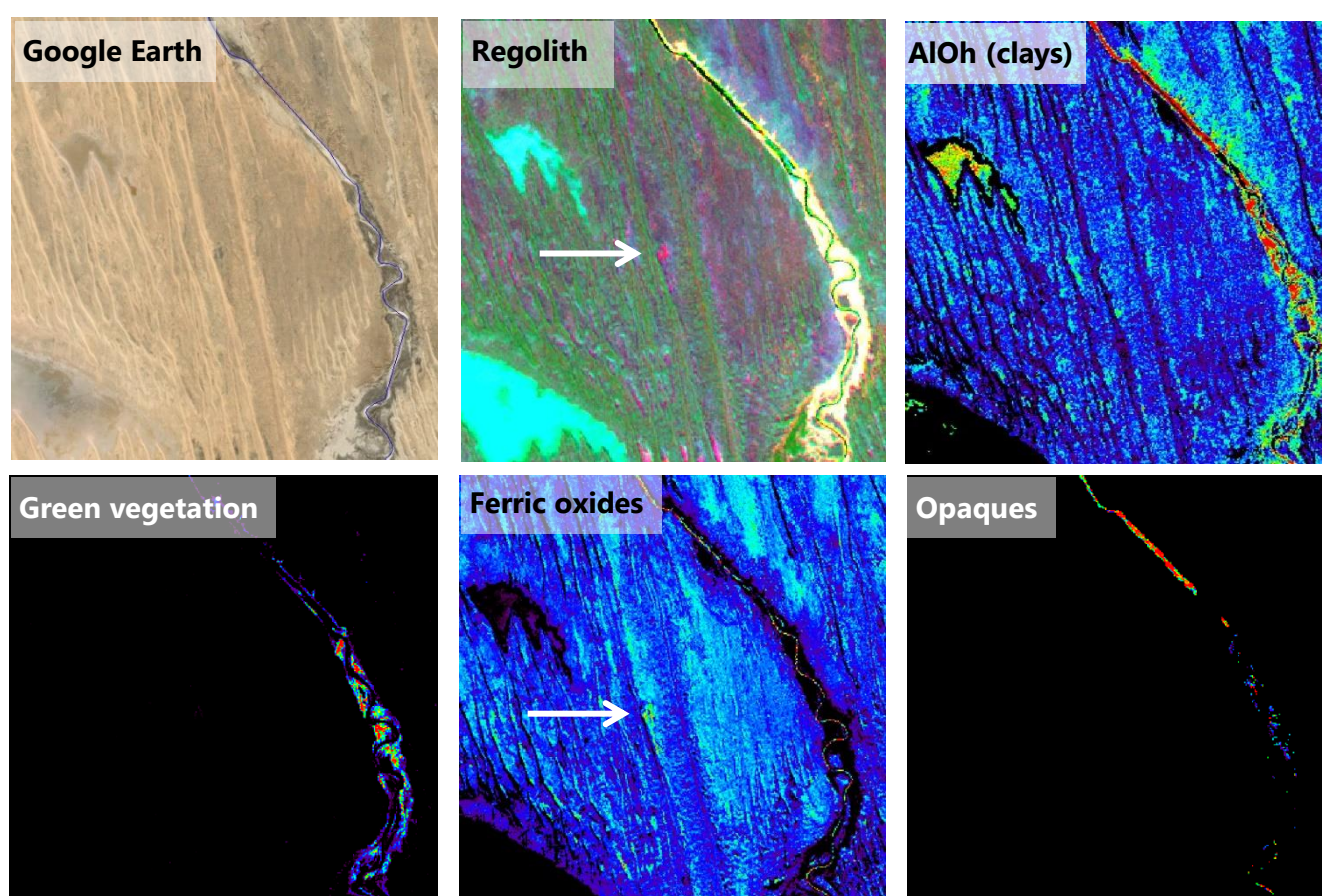 Google Earth
Regolith
AlOh (clays)
Green vegetation
Ferric oxides
Opaques